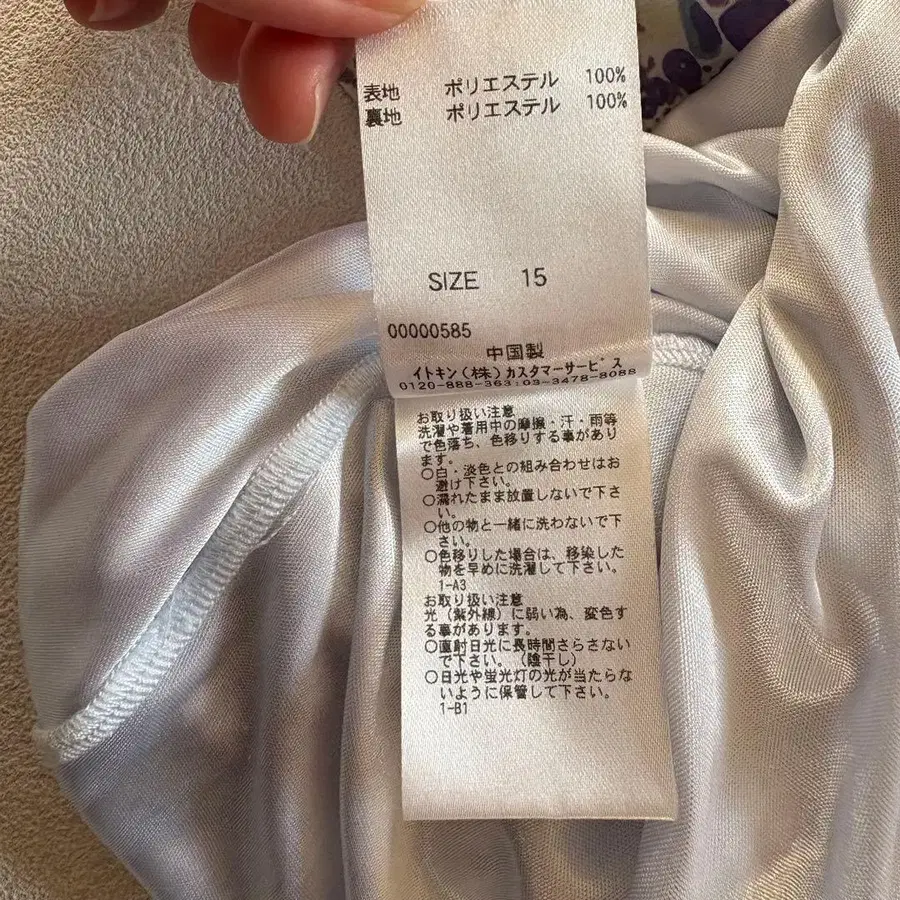 表地 ポリエステル 100%
裏地 ポリエステル 100%
SIZE 15
00000585
中国製
イトキン(株)カスタマーサービス
0120-888-363:03-3478-8088
お取り扱い注意
洗濯や着用中の摩擦・汗・雨等
で色落ち、色移りする事があり
ます。
○白・淡色との組み合わせはお
避け下さい。
○濡れたまま放置しないで下さ
い。
○他の物と一緒に洗わないで下
さい。
○色移りした場合は、移染した
物を早めに洗濯して下さい。
1-A3
お取り扱い注意
光(紫外線)に弱い為、変色す
る事があります。
○直射日光に長時間さらさない
で下さい。(陰干し)
○日光や蛍光灯の光が当たらな
いように保管して下さい。
1-B1